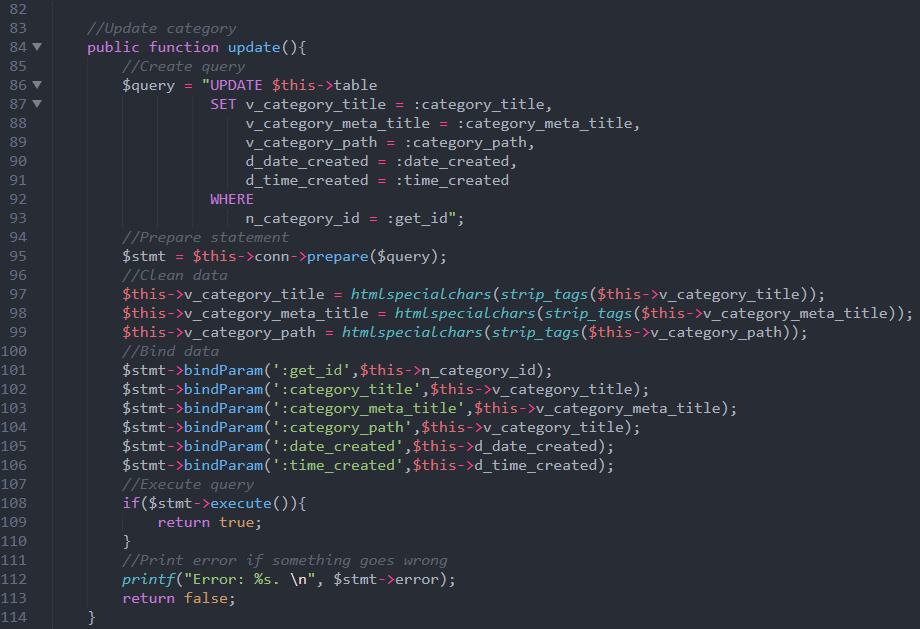 82
83 //Update category
84 public function update(){
85 //Create query
86 $query = "UPDATE $this->table
87 SET v_category_title = :category_title,
88 v_category_meta_title = :category_meta_title,
89 v_category_path = :category_path,
90 d_date_created = :date_created,
91 d_time_created = :time_created
92 WHERE
93 n_category_id = :get_id";
94 //Prepare statement
95 $stmt = $this->conn->prepare($query);
96 //Clean data
97 $this->v_category_title = htmlspecialchars(strip_tags($this->v_category_title));
98 $this->v_category_meta_title = htmlspecialchars(strip_tags($this->v_category_meta_title));
99 $this->v_category_path = htmlspecialchars(strip_tags($this->v_category_path));
100 //Bind data
101 $stmt->bindParam(':get_id',$this->n_category_id);
102 $stmt->bindParam(':category_title',$this->v_category_title);
103 $stmt->bindParam(':category_meta_title',$this->v_category_meta_title);
104 $stmt->bindParam(':category_path',$this->v_category_title);
105 $stmt->bindParam(':date_created',$this->d_date_created);
106 $stmt->bindParam(':time_created',$this->d_time_created);
107 //Execute query
108 if($stmt->execute()){
109 return true;
110 }
111 //Print error if something goes wrong
112 printf("Error: %s. \n", $stmt->error);
113 return false;
114 }